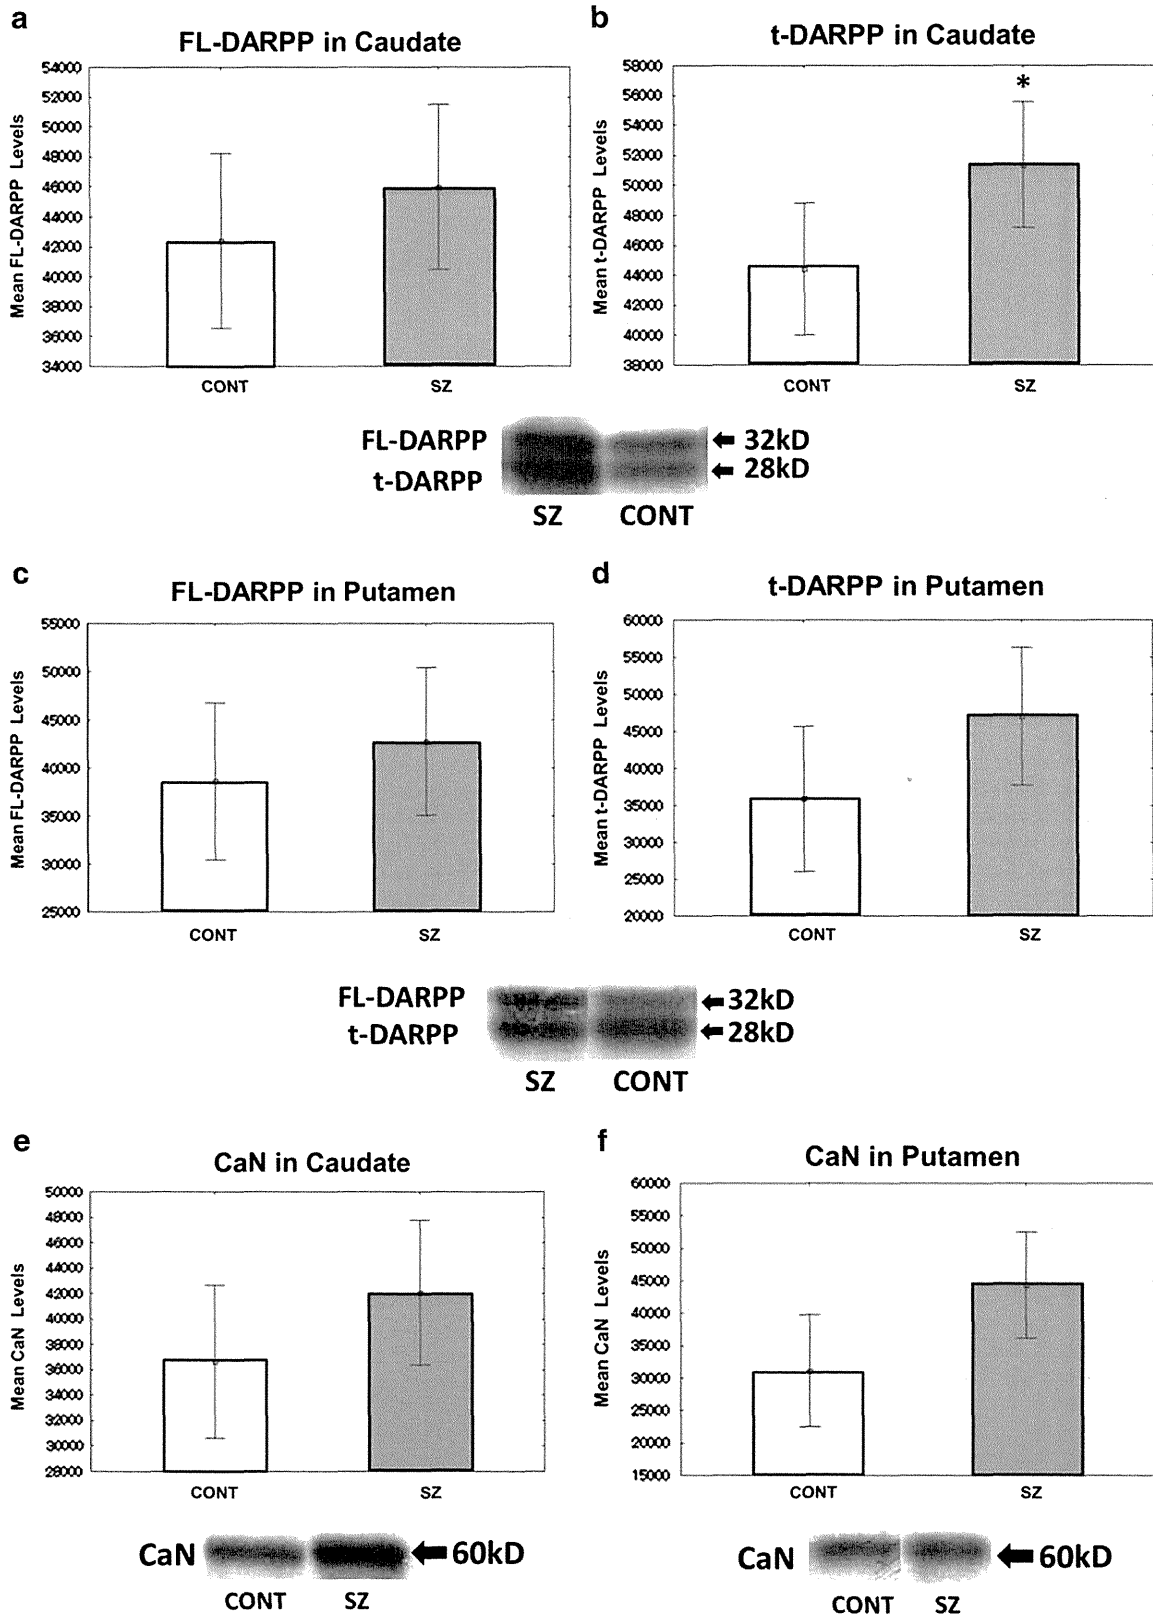 a
FL-DARPP in Caudate
Mean FL-DARPP Levels
54000
52000
50000
48000
46000
44000
42000
40000
38000
36000
34000
CONT SZ
b
t-DARPP in Caudate
Mean t-DARPP Levels
58000
56000
54000
52000
50000
48000
46000
44000
42000
40000
38000
*
CONT SZ
FL-DARPP 32kD
t-DARPP 28kD
SZ CONT
c
FL-DARPP in Putamen
Mean FL-DARPP Levels
55000
50000
45000
40000
35000
30000
25000
CONT SZ
d
t-DARPP in Putamen
Mean t-DARPP Levels
60000
55000
50000
45000
40000
35000
30000
25000
20000
CONT SZ
FL-DARPP 32kD
t-DARPP 28kD
SZ CONT
e
CaN in Caudate
Mean CaN Levels
50000
48000
46000
44000
42000
40000
38000
36000
34000
32000
30000
28000
CONT SZ
CaN 60kD
CONT SZ
f
CaN in Putamen
Mean CaN Levels
60000
55000
50000
45000
40000
35000
30000
25000
20000
15000
CONT SZ
CaN 60kD
CONT SZ